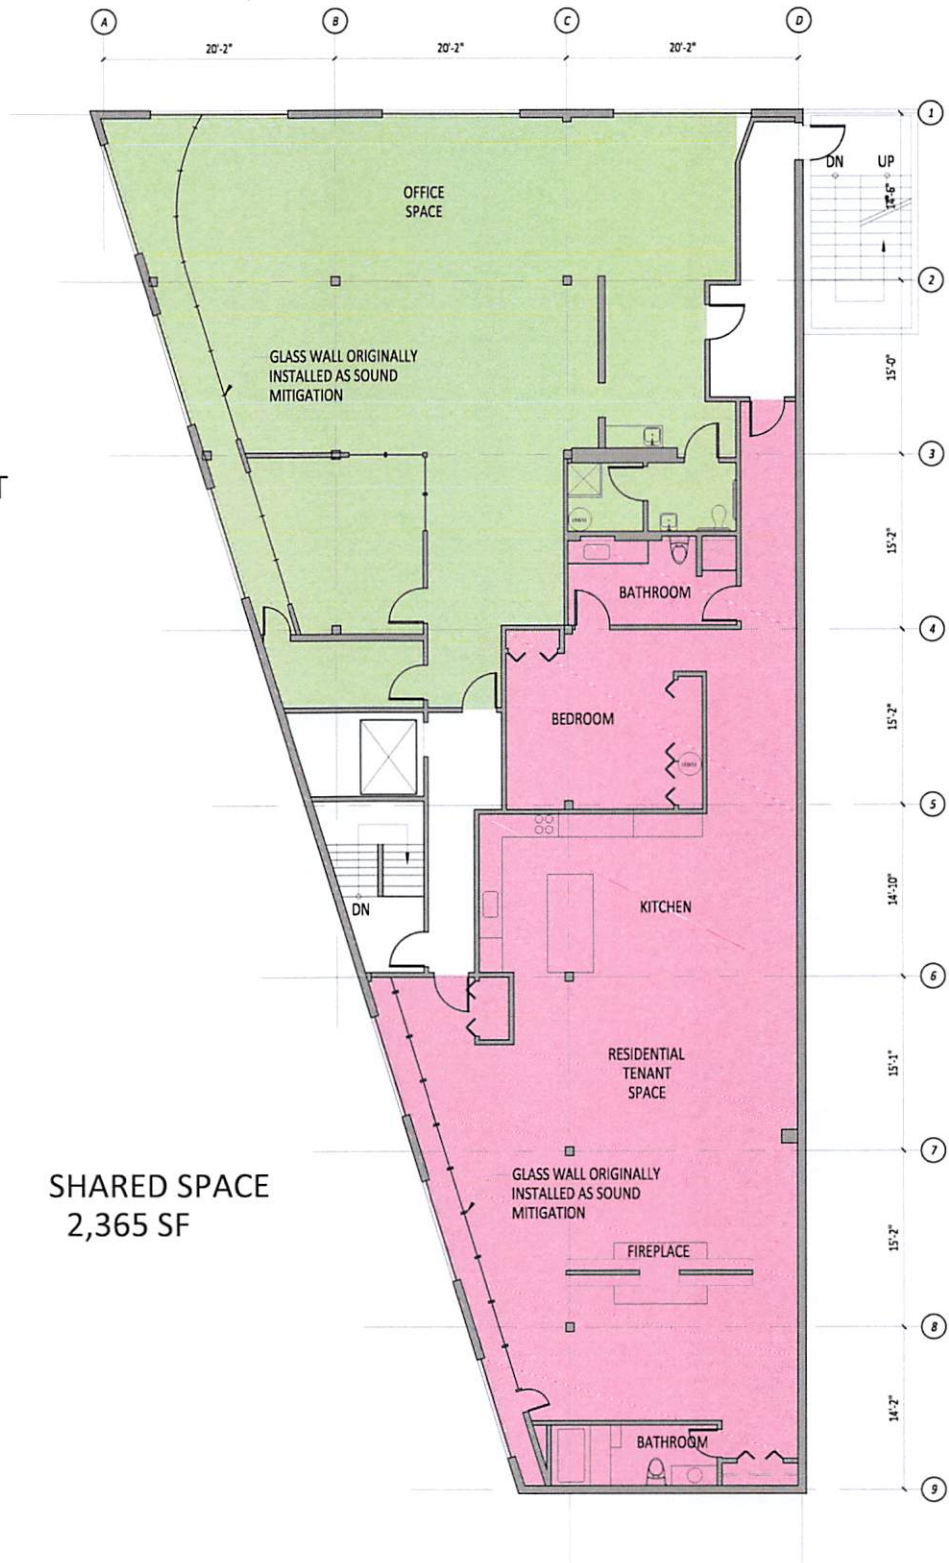 A
B
C
D
20'-2"
20'-2"
20'-2"
1
DN
UP
14'-6"
OFFICE
SPACE
2
GLASS WALL ORIGINALLY
INSTALLED AS SOUND
MITIGATION
15'-0"
3
T
15'-2"
BATHROOM
4
BEDROOM
15'-2"
5
14'-10"
KITCHEN
DN
6
RESIDENTIAL
TENANT
SPACE
15'-1"
7
GLASS WALL ORIGINALLY
INSTALLED AS SOUND
MITIGATION
SHARED SPACE
2,365 SF
15'-2"
FIREPLACE
8
14'-2"
BATHROOM
9